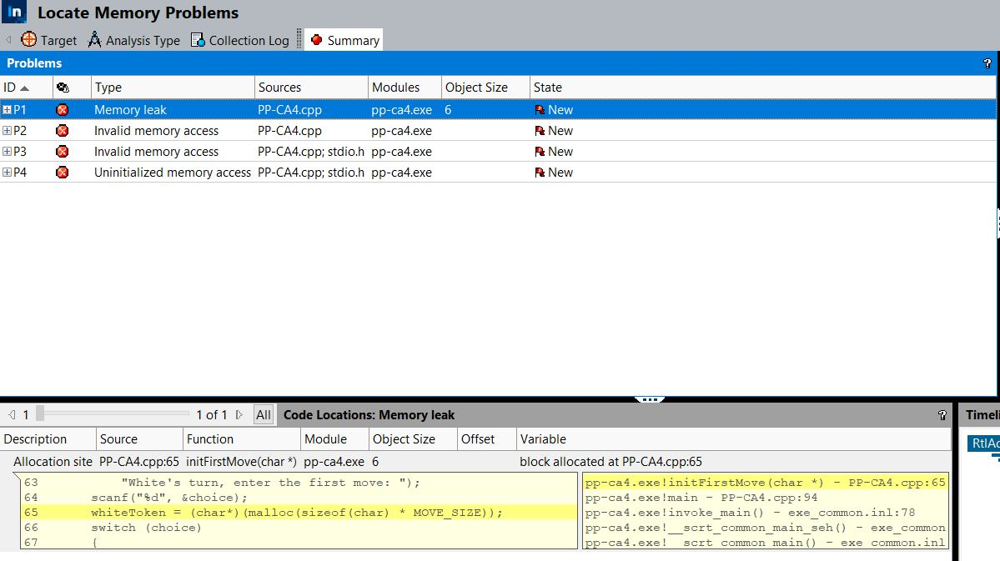 In Locate Memory Problems
Target Analysis Type Collection Log Summary
Problems ?
ID Type Sources Modules Object Size State
P1 Memory leak PP-CA4.cpp pp-ca4.exe 6 New
P2 Invalid memory access PP-CA4.cpp pp-ca4.exe New
P3 Invalid memory access PP-CA4.cpp; stdio.h pp-ca4.exe New
P4 Uninitialized memory access PP-CA4.cpp; stdio.h pp-ca4.exe New
1 1 of 1 All Code Locations: Memory leak ? Timeli
Description Source Function Module Object Size Offset Variable
RtlAc
Allocation site PP-CA4.cpp:65 initFirstMove(char *) pp-ca4.exe 6 block allocated at PP-CA4.cpp:65
63 "White's turn, enter the first move: ");
64 scanf("%d", &choice);
65 whiteToken = (char*)(malloc(sizeof(char) * MOVE_SIZE));
66 switch (choice)
67 {
pp-ca4.exe!initFirstMove(char *) - PP-CA4.cpp:65
pp-ca4.exe!main - PP-CA4.cpp:94
pp-ca4.exe!invoke_main() - exe_common.inl:78
pp-ca4.exe!__scrt_common_main_seh() - exe_common
pp-ca4.exe!__scrt_common_main() - exe_common.inl